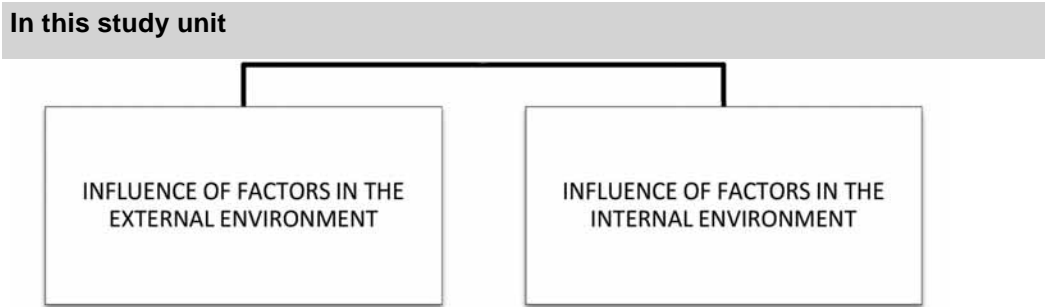 In this study unit
INFLUENCE OF FACTORS IN THE
EXTERNAL ENVIRONMENT
INFLUENCE OF FACTORS IN THE
INTERNAL ENVIRONMENT